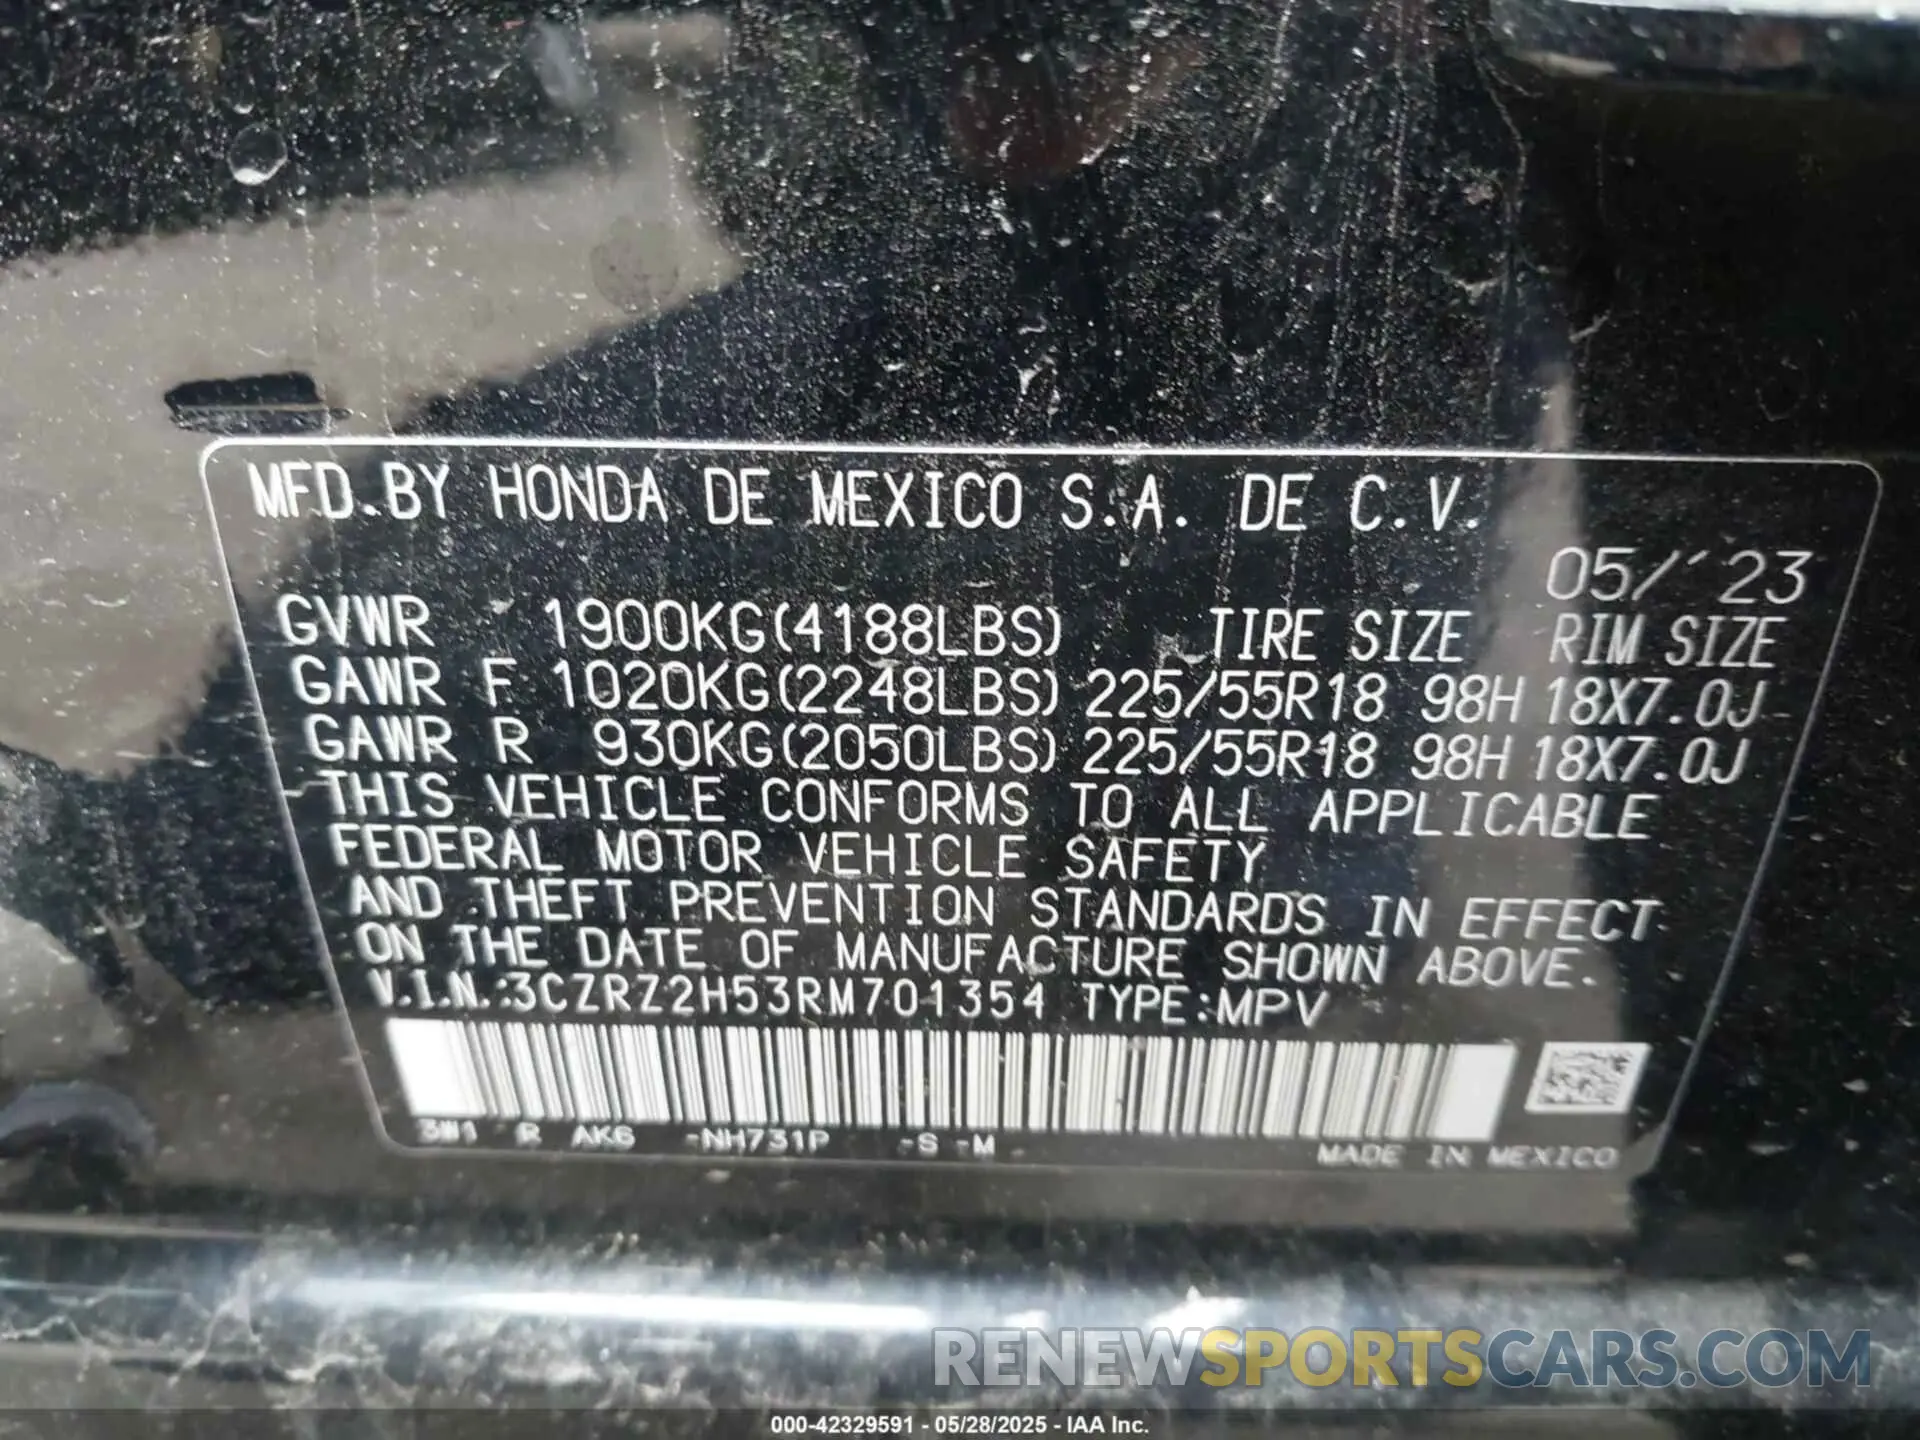 MFD.BY HONDA DE MEXICO S.A. DE C.V.
05/'23
GVWR 1900KG(4188LBS) TIRE SIZE RIM SIZE
GAWR F 1020KG(2248LBS) 225/55R18 98H 18X7.0J
GAWR R 930KG(2050LBS) 225/55R18 98H 18X7.0J
THIS VEHICLE CONFORMS TO ALL APPLICABLE
FEDERAL MOTOR VEHICLE SAFETY
AND THEFT PREVENTION STANDARDS IN EFFECT
ON THE DATE OF MANUFACTURE SHOWN ABOVE.
V.I.N.:3CZRZ2H53RM701354 TYPE:MPV
3W1 R AK6 -NH731P -S -M
MADE IN MEXICO
RENEWSPORTSCARS.COM
000-42329591 - 05/28/2025 - IAA Inc.